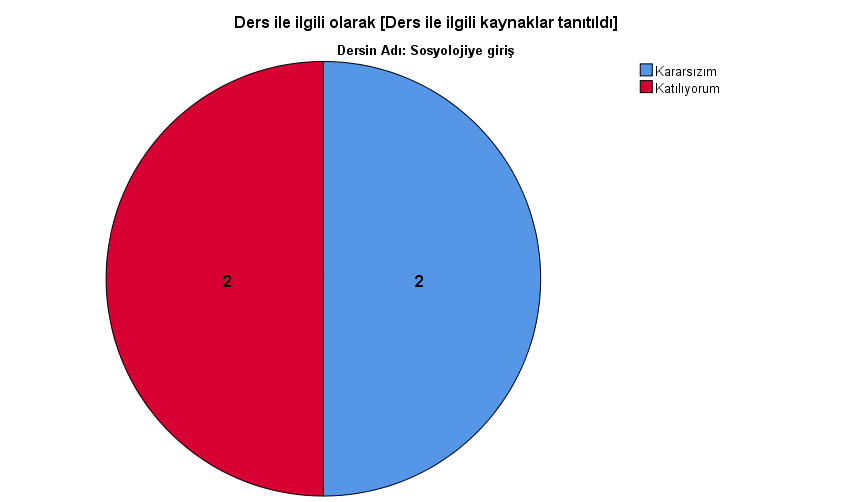 Ders ile ilgili olarak [Ders ile ilgili kaynaklar tanıtıldı]
Dersin Adı: Sosyolojiye giriş
Kararsızım
Katılıyorum
2
2